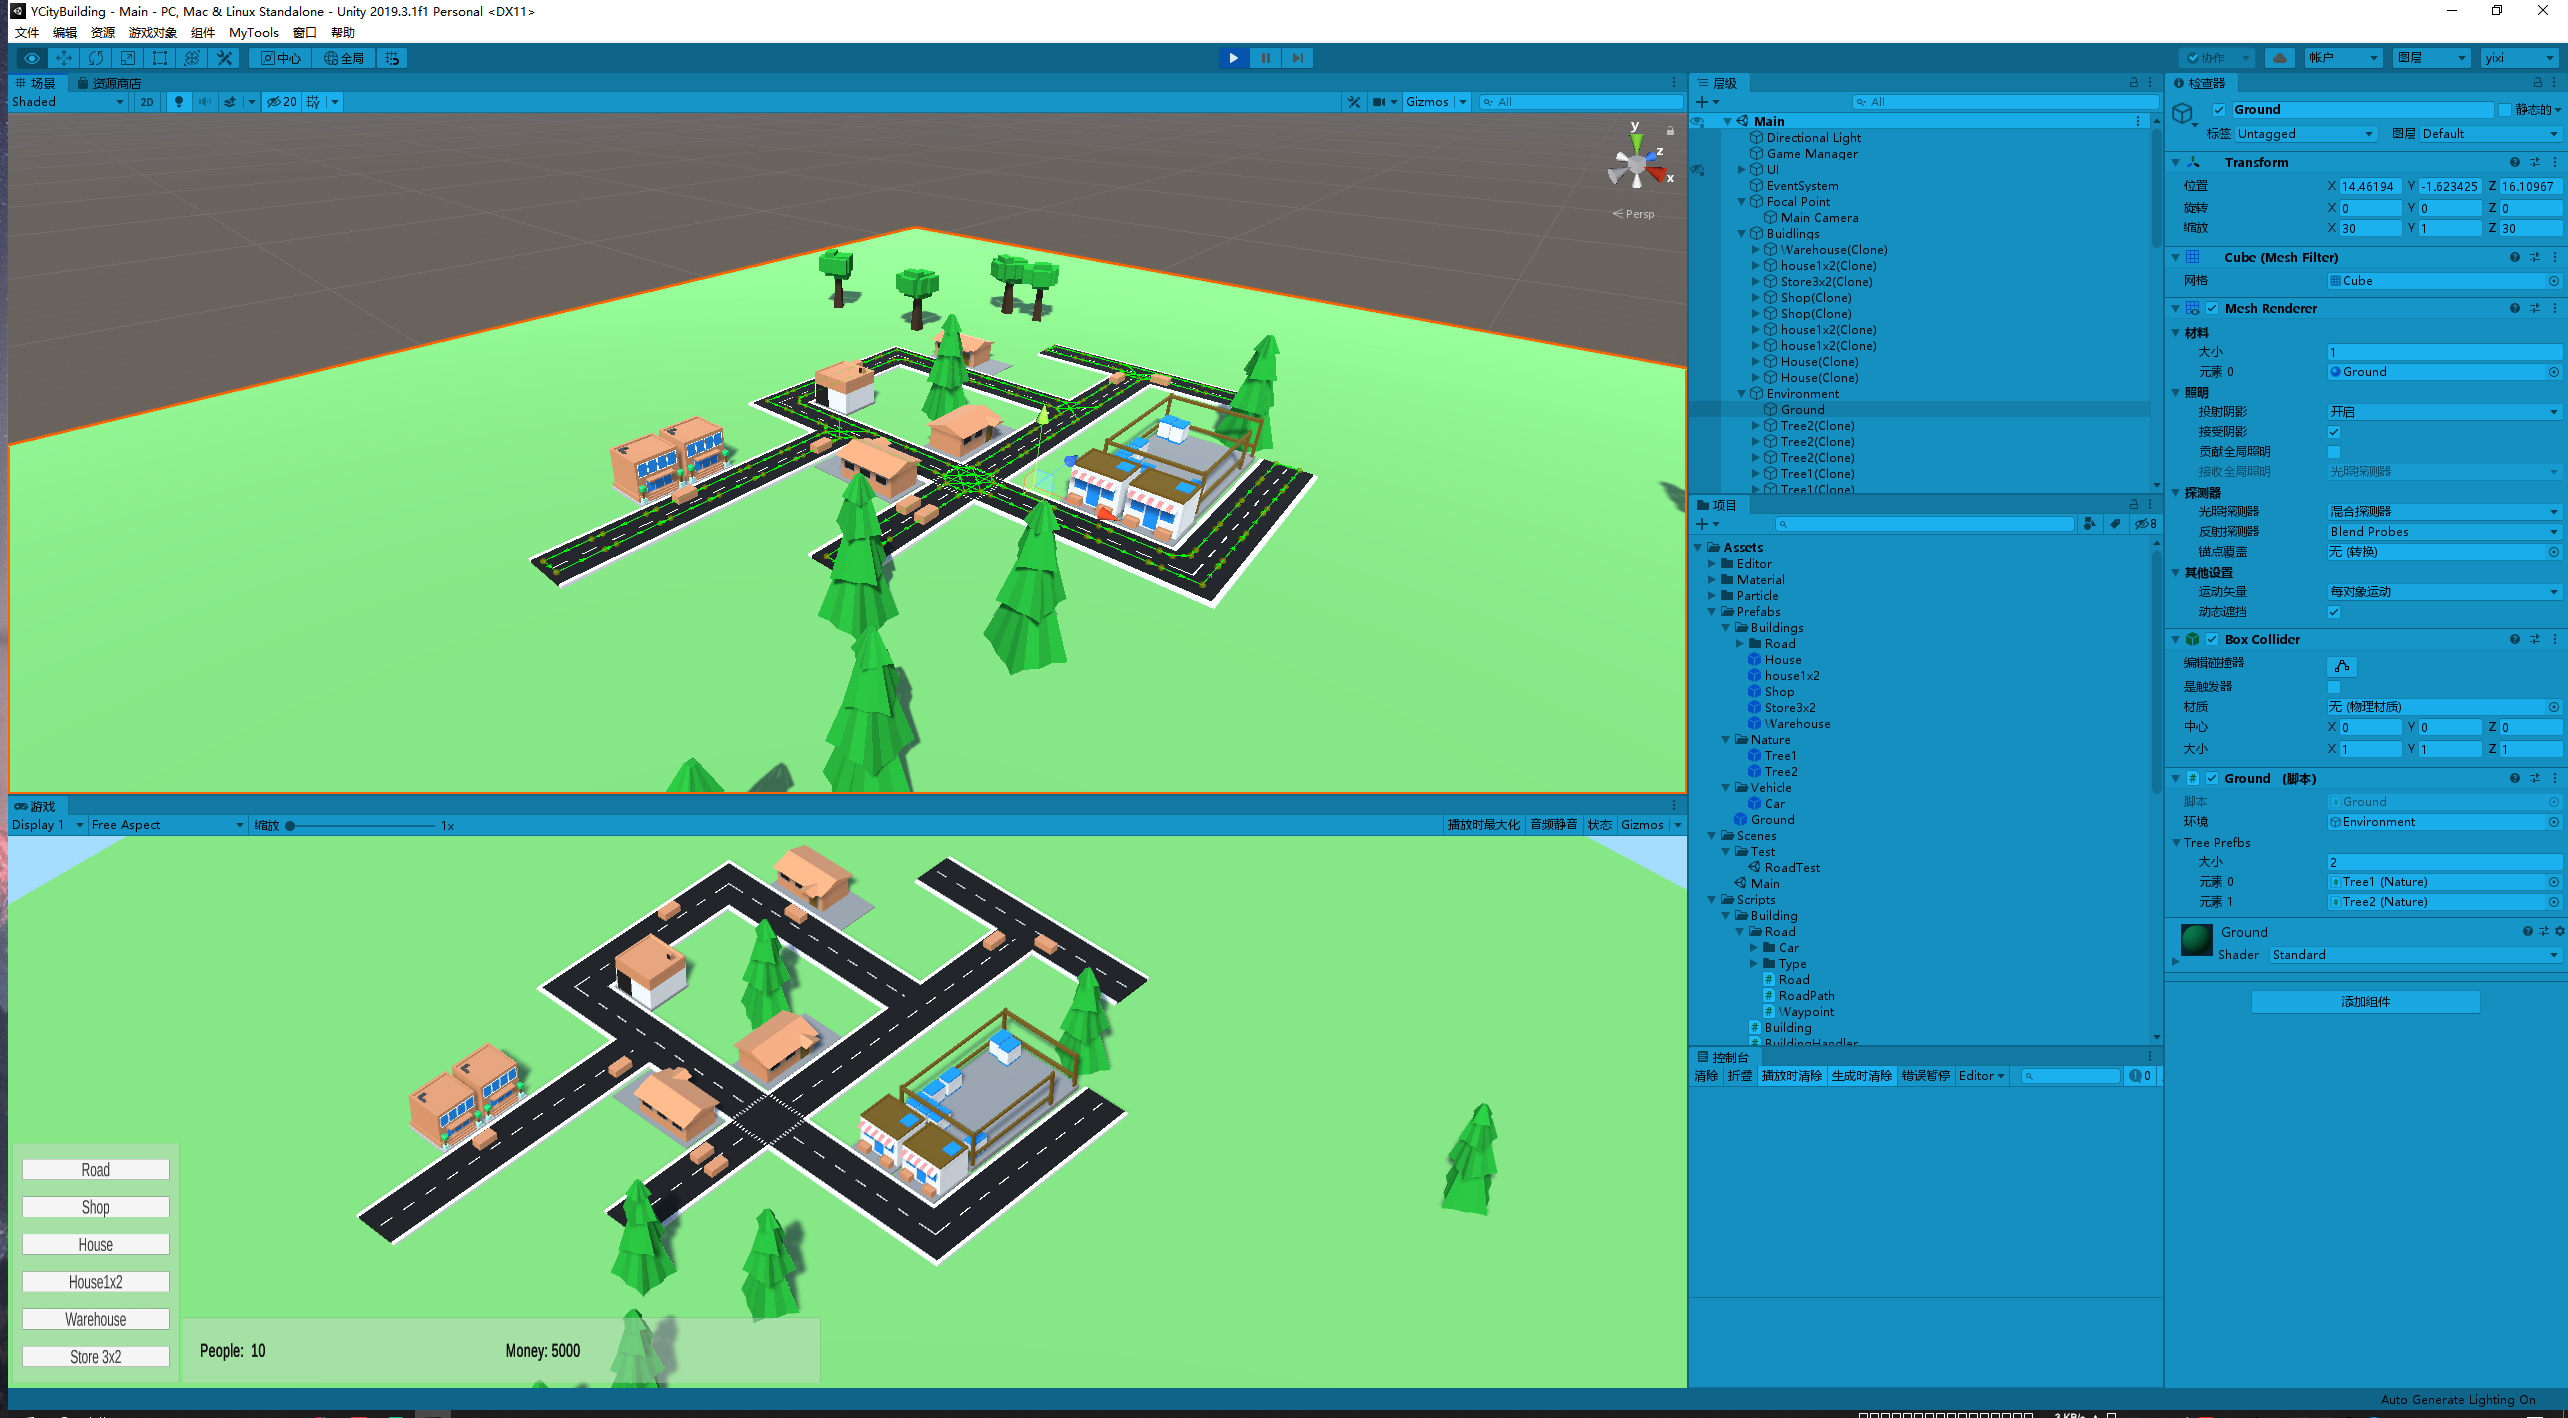 YCityBuilding - Main - PC, Mac & Linux Standalone - Unity 2019.3.1f1 Personal <DX11>
文件 编辑 资源 游戏对象 组件 MyTools 窗口 帮助
中心 全局 协作 帐户 图层 yixi
场景 资源商店
Shaded 2D 20 Gizmos All
y z x
Persp
游戏
Display 1 Free Aspect 缩放 1x 播放时最大化 音频静音 状态 Gizmos
Road
Shop
House
House1x2
Warehouse
Store 3x2
People: 10 Money: 5000
层级
All
Main
Directional Light
Game Manager
UI
EventSystem
Focal Point
Main Camera
Buidlings
Warehouse(Clone)
house1x2(Clone)
Store3x2(Clone)
Shop(Clone)
Shop(Clone)
house1x2(Clone)
house1x2(Clone)
House(Clone)
House(Clone)
Environment
Ground
Tree2(Clone)
Tree2(Clone)
Tree2(Clone)
Tree1(Clone)
Tree1(Clone)
项目
8
Assets
Editor
Material
Particle
Prefabs
Buildings
Road
House
house1x2
Shop
Store3x2
Warehouse
Nature
Tree1
Tree2
Vehicle
Car
Ground
Scenes
Test
RoadTest
Main
Scripts
Building
Road
Car
Type
Road
RoadPath
Waypoint
Building
BuildingHandler
控制台
清除 折叠 播放时清除 生成时清除 错误暂停 Editor 0
检查器
Ground 静态的
标签 Untagged 图层 Default
Transform
位置 X 14.46194 Y -1.623425 Z 16.10967
旋转 X 0 Y 0 Z 0
缩放 X 30 Y 1 Z 30
Cube (Mesh Filter)
网格 Cube
Mesh Renderer
材料
大小 1
元素 0 Ground
照明
投射阴影 开启
接受阴影
贡献全局照明
接收全局照明 光照探测器
探测器
光照探测器 混合探测器
反射探测器 Blend Probes
锚点覆盖 无 (转换)
其他设置
运动矢量 每对象运动
动态遮挡
Box Collider
编辑碰撞器
是触发器
材质 无 (物理材质)
中心 X 0 Y 0 Z 0
大小 X 1 Y 1 Z 1
Ground (脚本)
脚本 Ground
环境 Environment
Tree Prefbs
大小 2
元素 0 Tree1 (Nature)
元素 1 Tree2 (Nature)
Ground
Shader Standard
添加组件
Auto Generate Lighting On